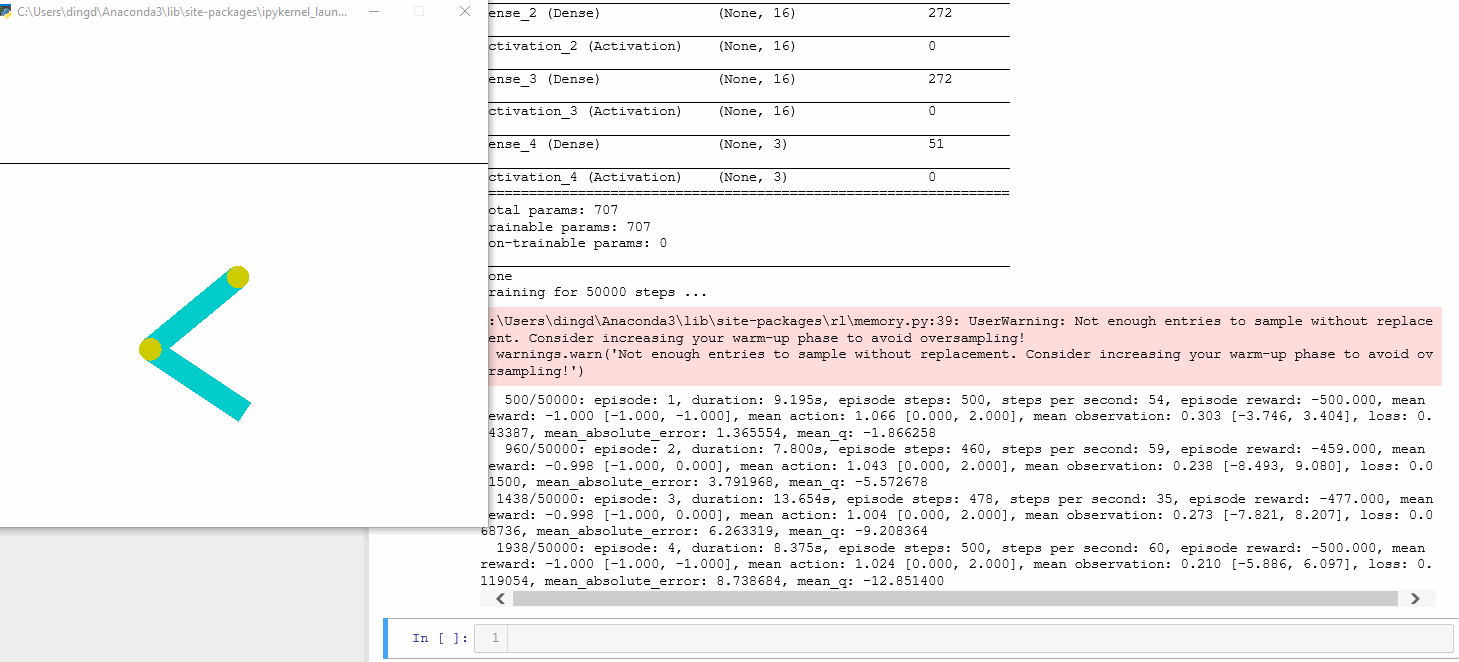 C:\Users\dingd\Anaconda3\lib\site-packages\ipykernel_laun...
ense_2 (Dense) (None, 16) 272
ctivation_2 (Activation) (None, 16) 0
ense_3 (Dense) (None, 16) 272
ctivation_3 (Activation) (None, 16) 0
ense_4 (Dense) (None, 3) 51
ctivation_4 (Activation) (None, 3) 0
=================================================================
otal params: 707
rainable params: 707
on-trainable params: 0
one
raining for 50000 steps ...
:\Users\dingd\Anaconda3\lib\site-packages\rl\memory.py:39: UserWarning: Not enough entries to sample without replace
ent. Consider increasing your warm-up phase to avoid oversampling!
warnings.warn('Not enough entries to sample without replacement. Consider increasing your warm-up phase to avoid ov
rsampling!')
500/50000: episode: 1, duration: 9.195s, episode steps: 500, steps per second: 54, episode reward: -500.000, mean
eward: -1.000 [-1.000, -1.000], mean action: 1.066 [0.000, 2.000], mean observation: 0.303 [-3.746, 3.404], loss: 0.
43387, mean_absolute_error: 1.365554, mean_q: -1.866258
960/50000: episode: 2, duration: 7.800s, episode steps: 460, steps per second: 59, episode reward: -459.000, mean
eward: -0.998 [-1.000, 0.000], mean action: 1.043 [0.000, 2.000], mean observation: 0.238 [-8.493, 9.080], loss: 0.0
1500, mean_absolute_error: 3.791968, mean_q: -5.572678
1438/50000: episode: 3, duration: 13.654s, episode steps: 478, steps per second: 35, episode reward: -477.000, mean
eward: -0.998 [-1.000, 0.000], mean action: 1.004 [0.000, 2.000], mean observation: 0.273 [-7.821, 8.207], loss: 0.0
68736, mean_absolute_error: 6.263319, mean_q: -9.208364
1938/50000: episode: 4, duration: 8.375s, episode steps: 500, steps per second: 60, episode reward: -500.000, mean
reward: -1.000 [-1.000, -1.000], mean action: 1.024 [0.000, 2.000], mean observation: 0.210 [-5.886, 6.097], loss: 0.
119054, mean_absolute_error: 8.738684, mean_q: -12.851400
In [ ]: 1